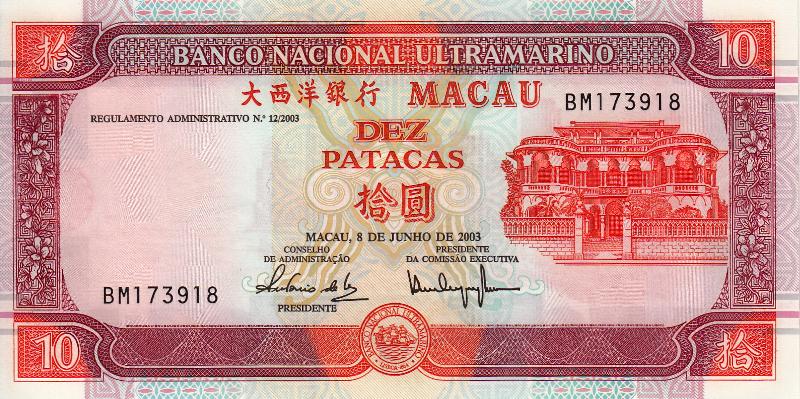 拾
BANCO NACIONAL ULTRAMARINO
10
大西洋銀行 MACAU
BM173918
REGULAMENTO ADMINISTRATIVO N.º 12/2003
DEZ
PATACAS
拾圓
MACAU, 8 DE JUNHO DE 2003
CONSELHO
DE ADMINISTRAÇÃO
PRESIDENTE
DA COMISSÃO EXECUTIVA
BM173918
PRESIDENTE
10
拾